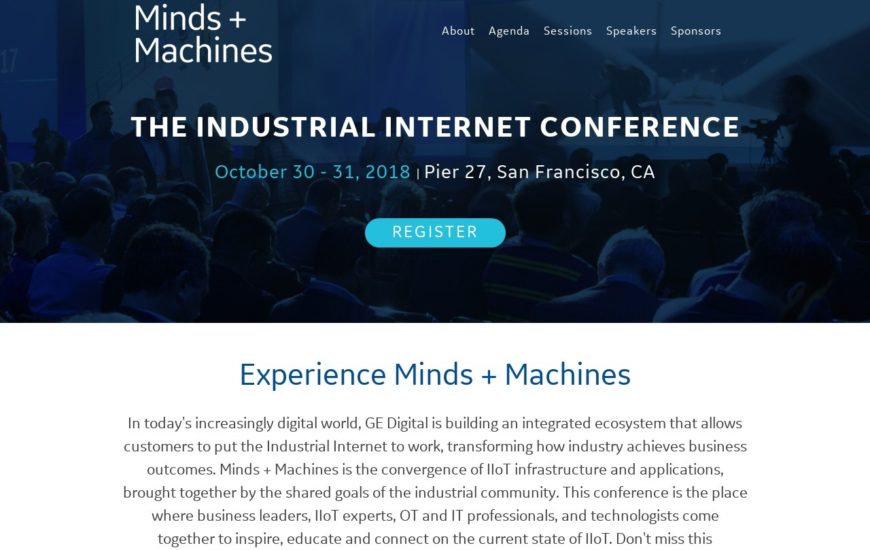 Minds +
Machines
About Agenda Sessions Speakers Sponsors
17
THE INDUSTRIAL INTERNET CONFERENCE
October 30 - 31, 2018 | Pier 27, San Francisco, CA
REGISTER
Experience Minds + Machines
In today's increasingly digital world, GE Digital is building an integrated ecosystem that allows
customers to put the Industrial Internet to work, transforming how industry achieves business
outcomes. Minds + Machines is the convergence of IIoT infrastructure and applications,
brought together by the shared goals of the industrial community. This conference is the place
where business leaders, IIoT experts, OT and IT professionals, and technologists come
together to inspire, educate and connect on the current state of IIoT. Don't miss this